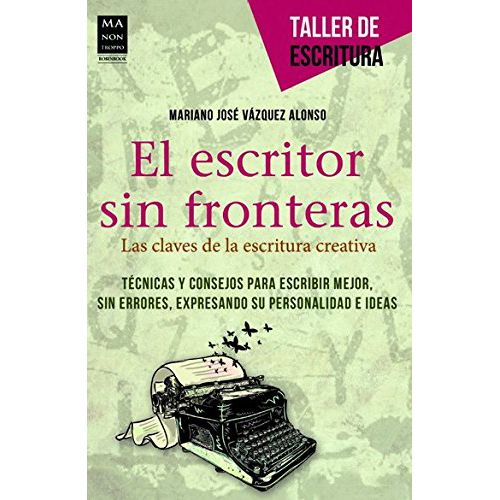 MA
NON
TROPPO
ROBINBOOK
TALLER DE
ESCRITURA
MARIANO JOSÉ VÁZQUEZ ALONSO
El escritor
sin fronteras
Las claves de la escritura creativa
TÉCNICAS Y CONSEJOS PARA ESCRIBIR MEJOR,
SIN ERRORES, EXPRESANDO SU PERSONALIDAD E IDEAS